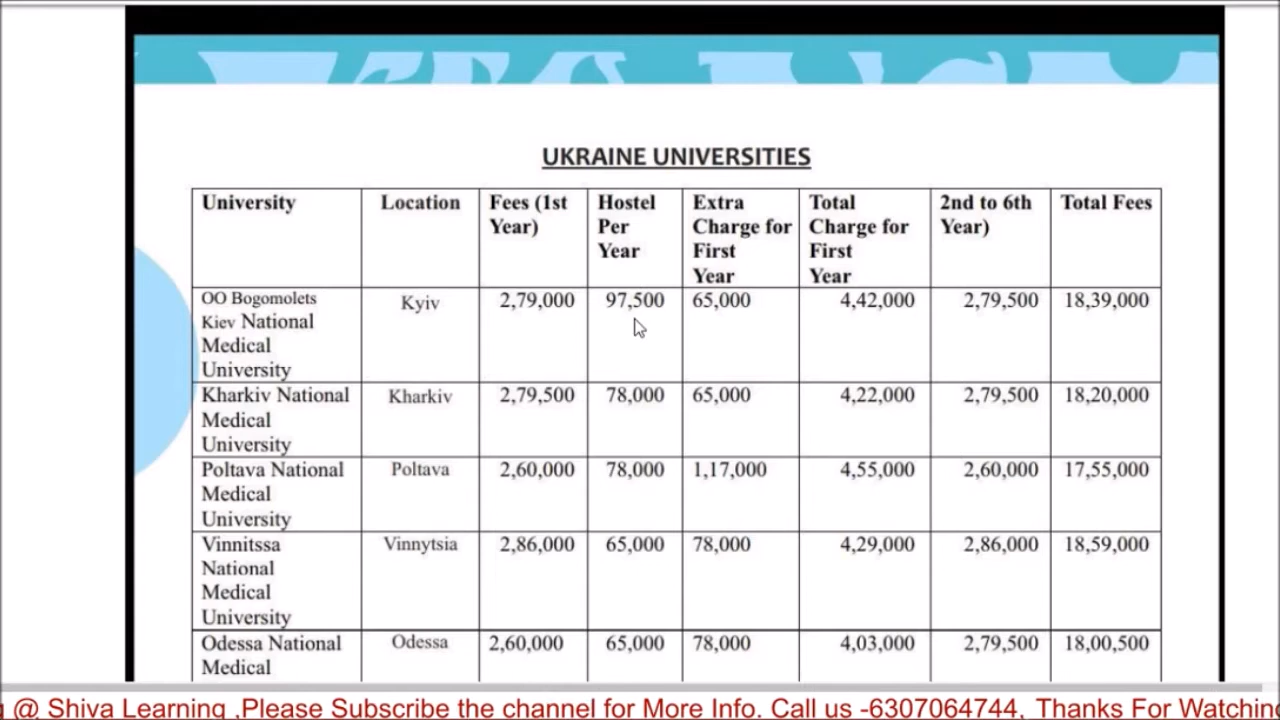 UKRAINE UNIVERSITIES
University Location Fees (1st Year) Hostel Per Year Extra Charge for First Year Total Charge for First Year 2nd to 6th Year) Total Fees
OO Bogomolets Kiev National Medical University Kyiv 2,79,000 97,500 65,000 4,42,000 2,79,500 18,39,000
Kharkiv National Medical University Kharkiv 2,79,500 78,000 65,000 4,22,000 2,79,500 18,20,000
Poltava National Medical University Poltava 2,60,000 78,000 1,17,000 4,55,000 2,60,000 17,55,000
Vinnitssa National Medical University Vinnytsia 2,86,000 65,000 78,000 4,29,000 2,86,000 18,59,000
Odessa National Medical Odessa 2,60,000 65,000 78,000 4,03,000 2,79,500 18,00,500
@ Shiva Learning ,Please Subscribe the channel for More Info. Call us -6307064744, Thanks For Watching